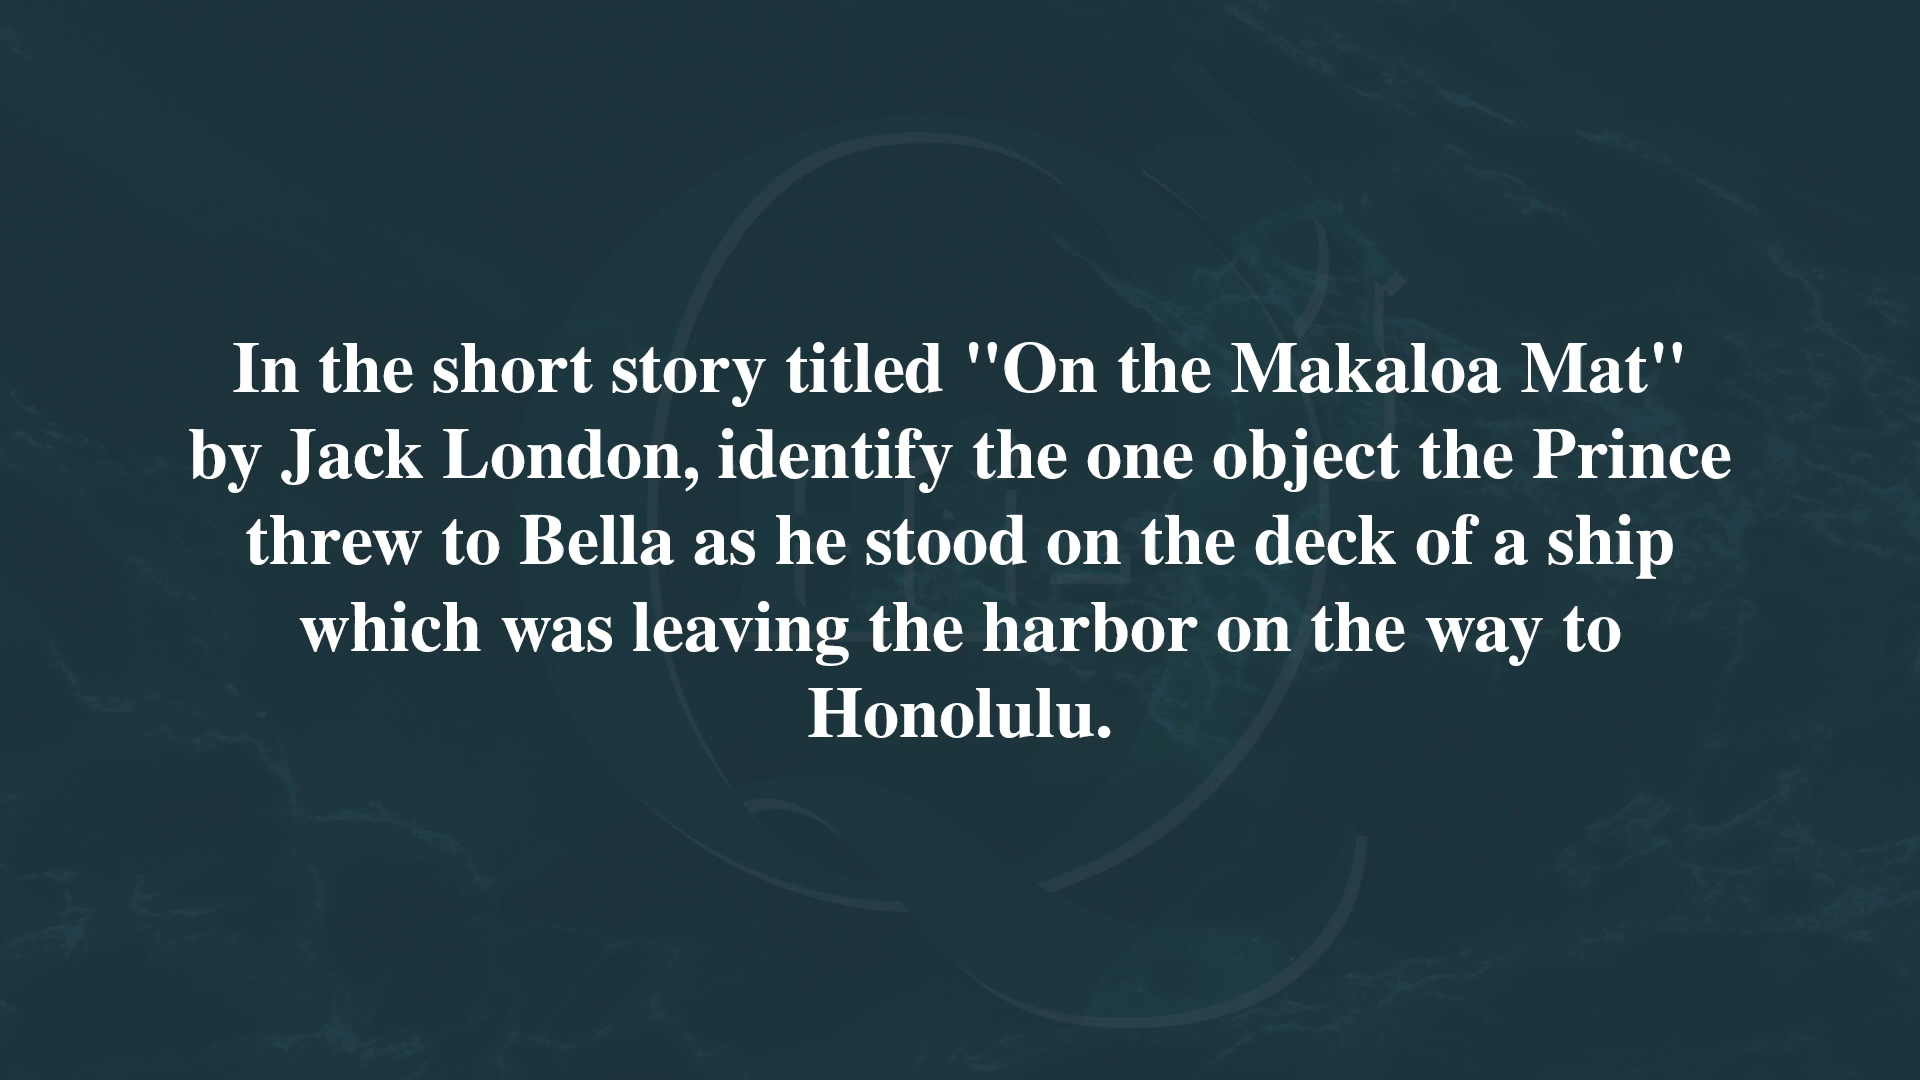 In the short story titled "On the Makaloa Mat"
by Jack London, identify the one object the Prince
threw to Bella as he stood on the deck of a ship
which was leaving the harbor on the way to
Honolulu.